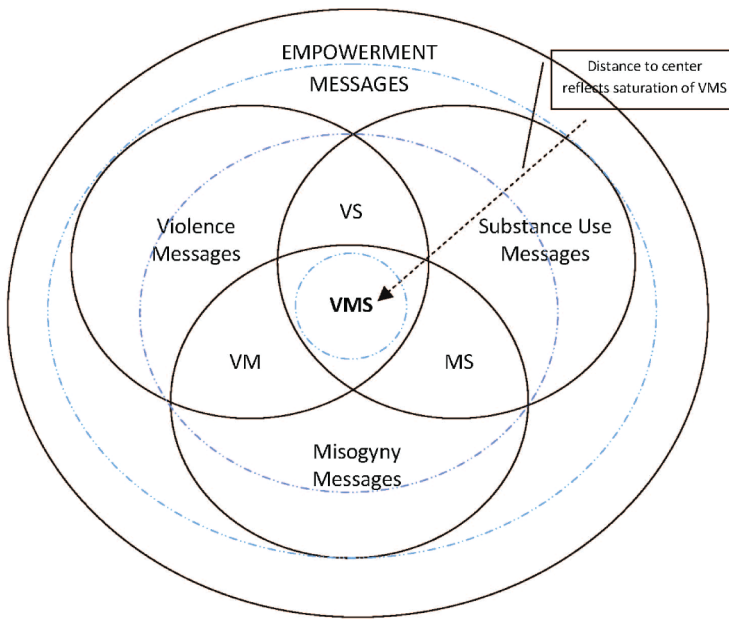 EMPOWERMENT
MESSAGES
Distance to center
reflects saturation of VMS
VS
Violence
Messages
Substance Use
Messages
VMS
VM
MS
Misogyny
Messages